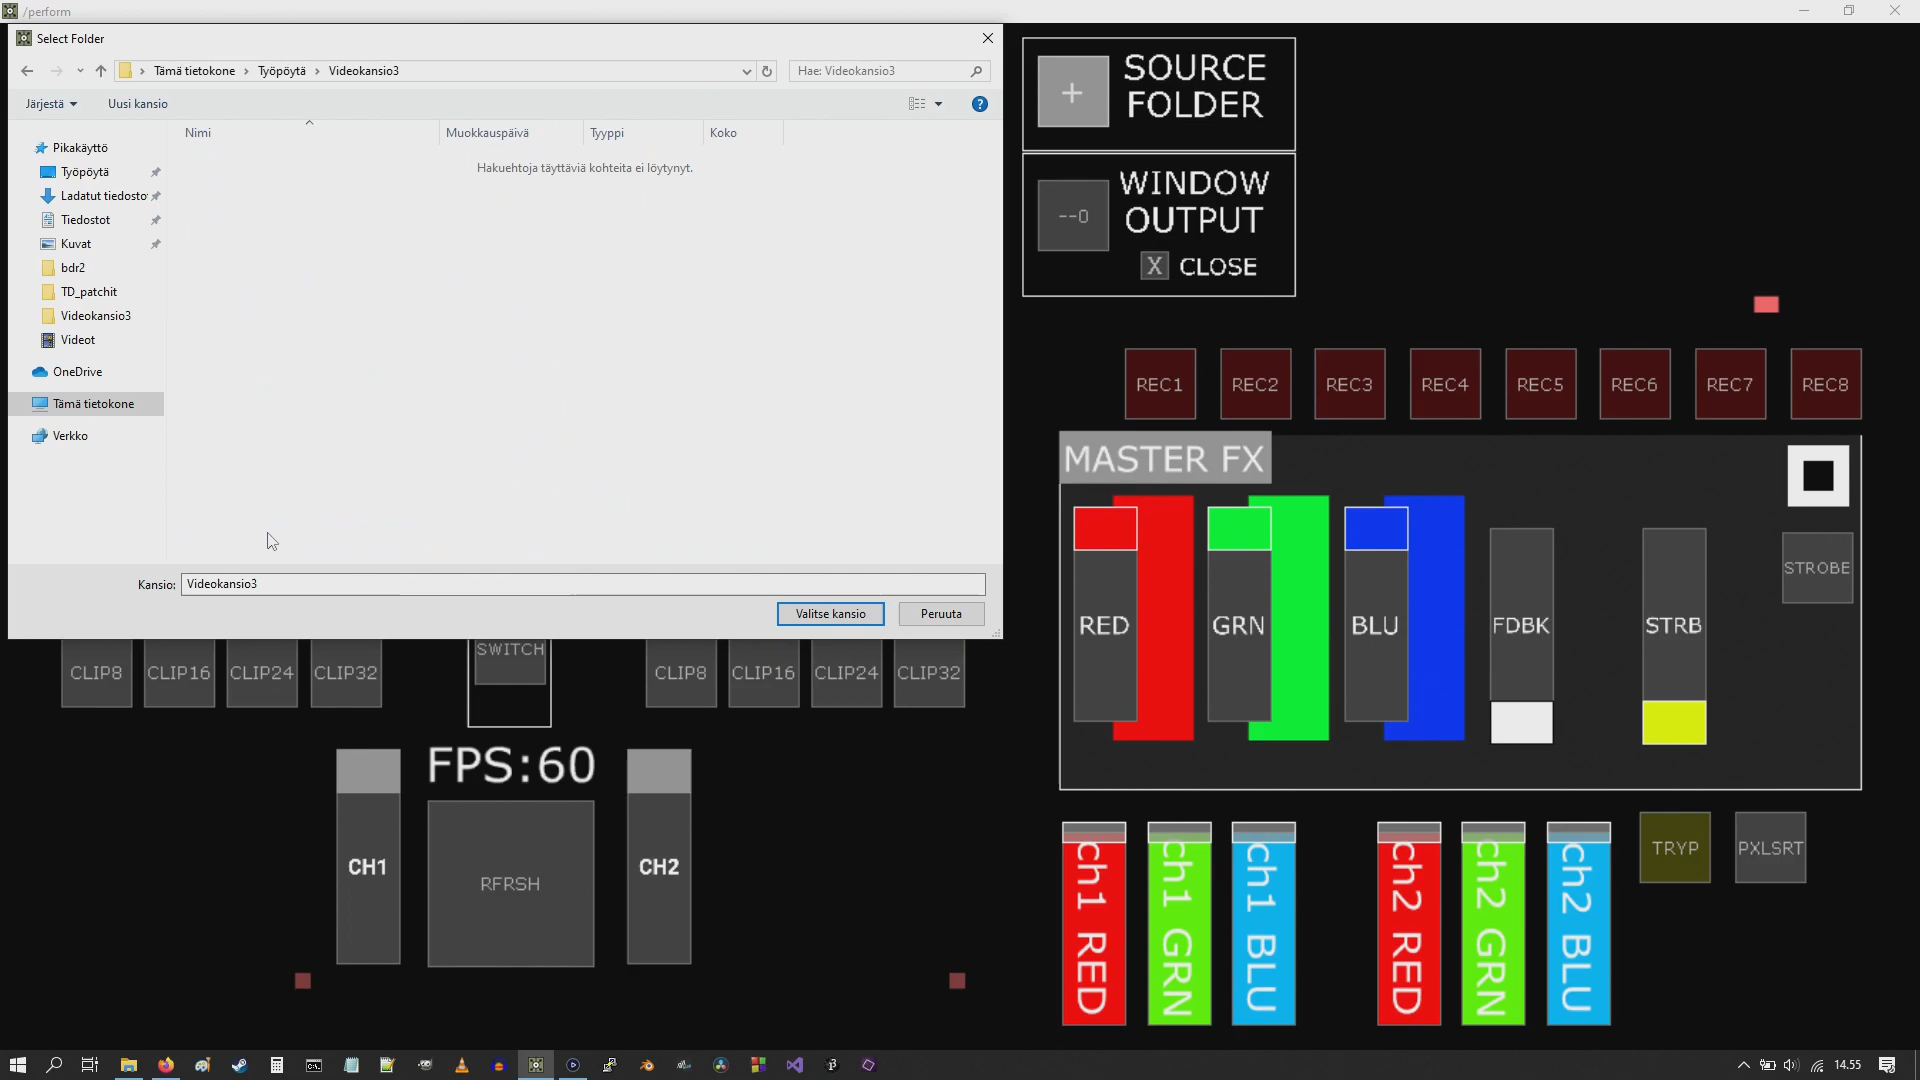 /perform
Select Folder
Tämä tietokone
Työpöytä
Videokansio3
Hae: Videokansio3
Järjestä
Uusi kansio
Nimi
Muokkauspäivä
Tyyppi
Koko
Hakuehtoja täyttäviä kohteita ei löytynyt.
Pikakäyttö
Työpöytä
Ladatut tiedosto
Tiedostot
Kuvat
bdr2
TD_patchit
Videokansio3
Videot
OneDrive
Tämä tietokone
Verkko
Kansio:
Videokansio3
Valitse kansio
Peruuta
+
SOURCE
FOLDER
WINDOW
OUTPUT
--0
X CLOSE
REC1
REC2
REC3
REC4
REC5
REC6
REC7
REC8
MASTER FX
RED
GRN
BLU
FDBK
STRB
STROBE
CLIP8
CLIP16
CLIP24
CLIP32
SWITCH
CLIP8
CLIP16
CLIP24
CLIP32
FPS:60
CH1
RFRSH
CH2
ch1 RED
ch1 GRN
ch1 BLU
ch2 RED
ch2 GRN
ch2 BLU
TRYP
PXLSRT
14.55